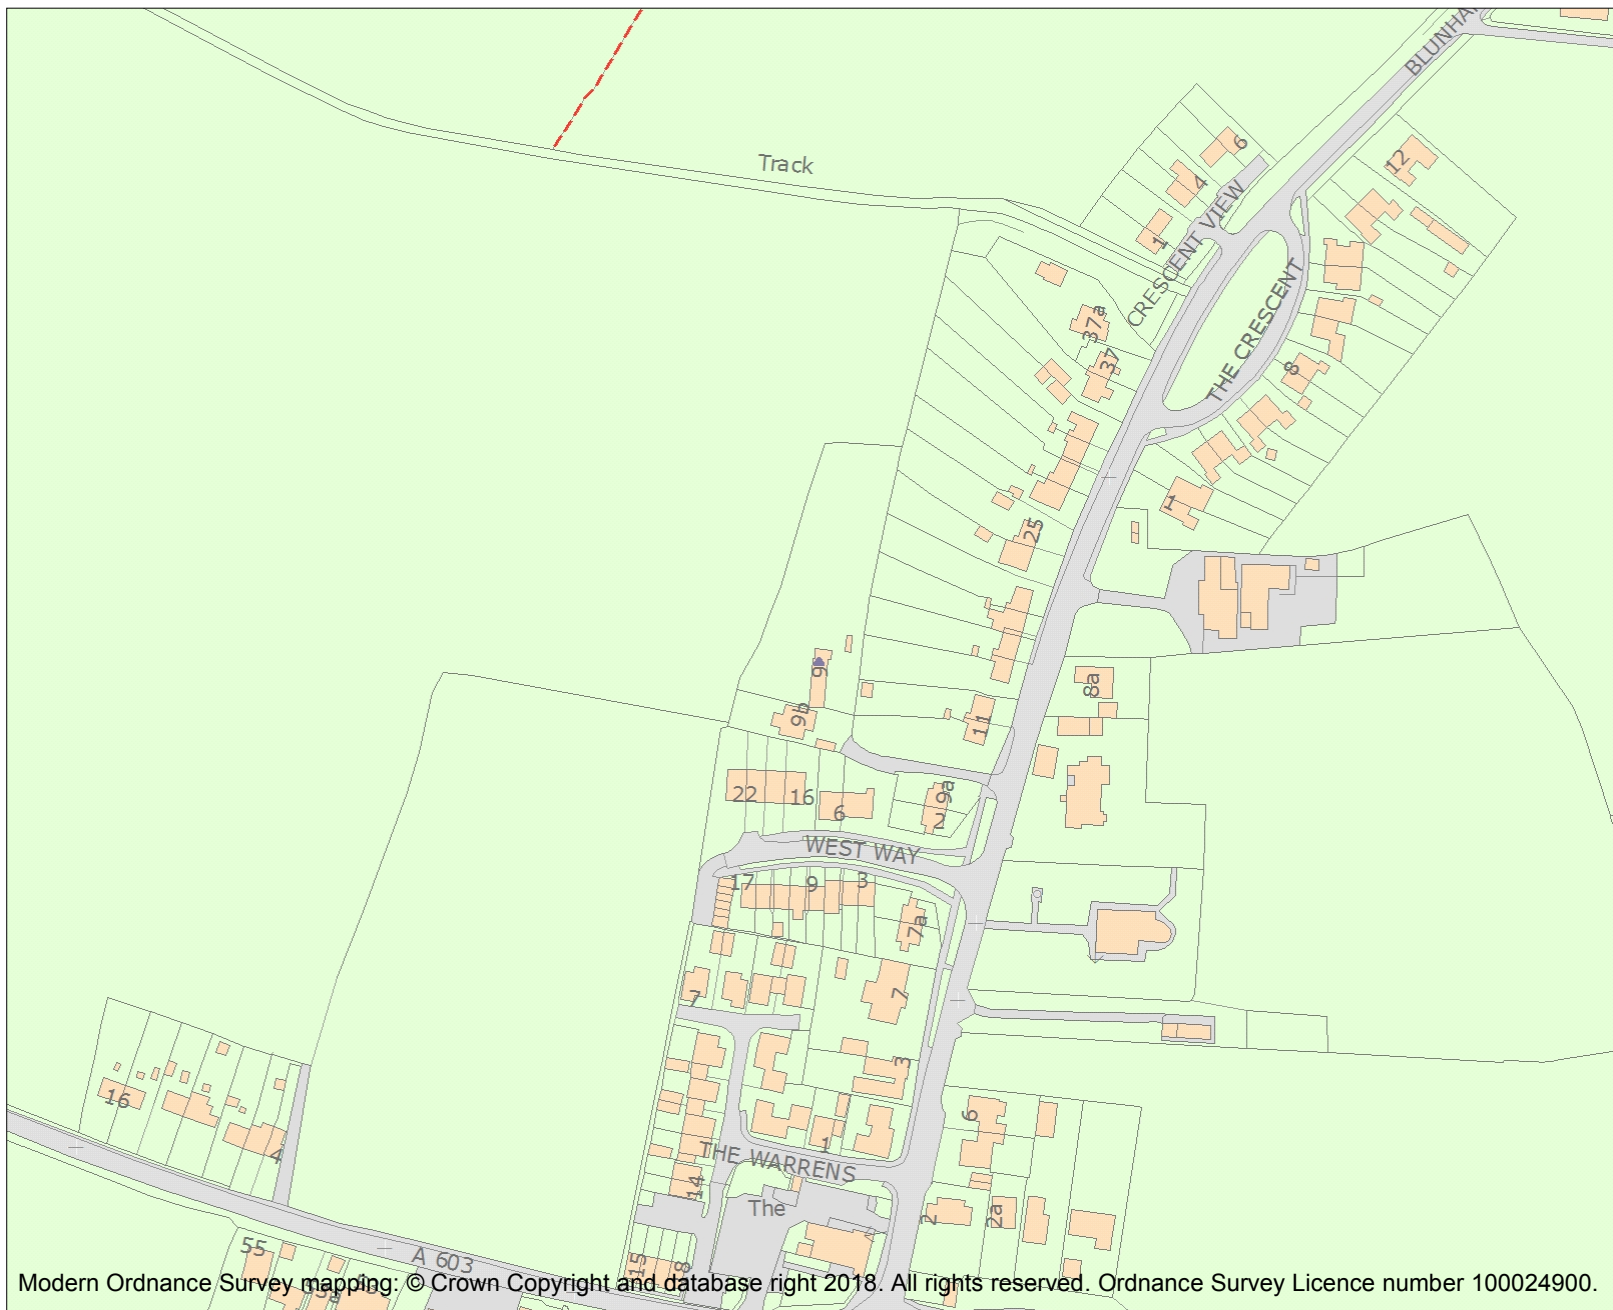 BLUNHA
Track
6
4
1
CRESCENT VIEW
12
THE CRESCENT
37a
37
8
1
25
9
9b
11
8a
22
16
6
9a
2
WEST WAY
17
9
3
7a
7
7
3
16
4
1
6
THE WARRENS
14
The
2
2a
55
A 603
15
8
Modern Ordnance Survey mapping: © Crown Copyright and database right 2018. All rights reserved. Ordnance Survey Licence number 100024900.